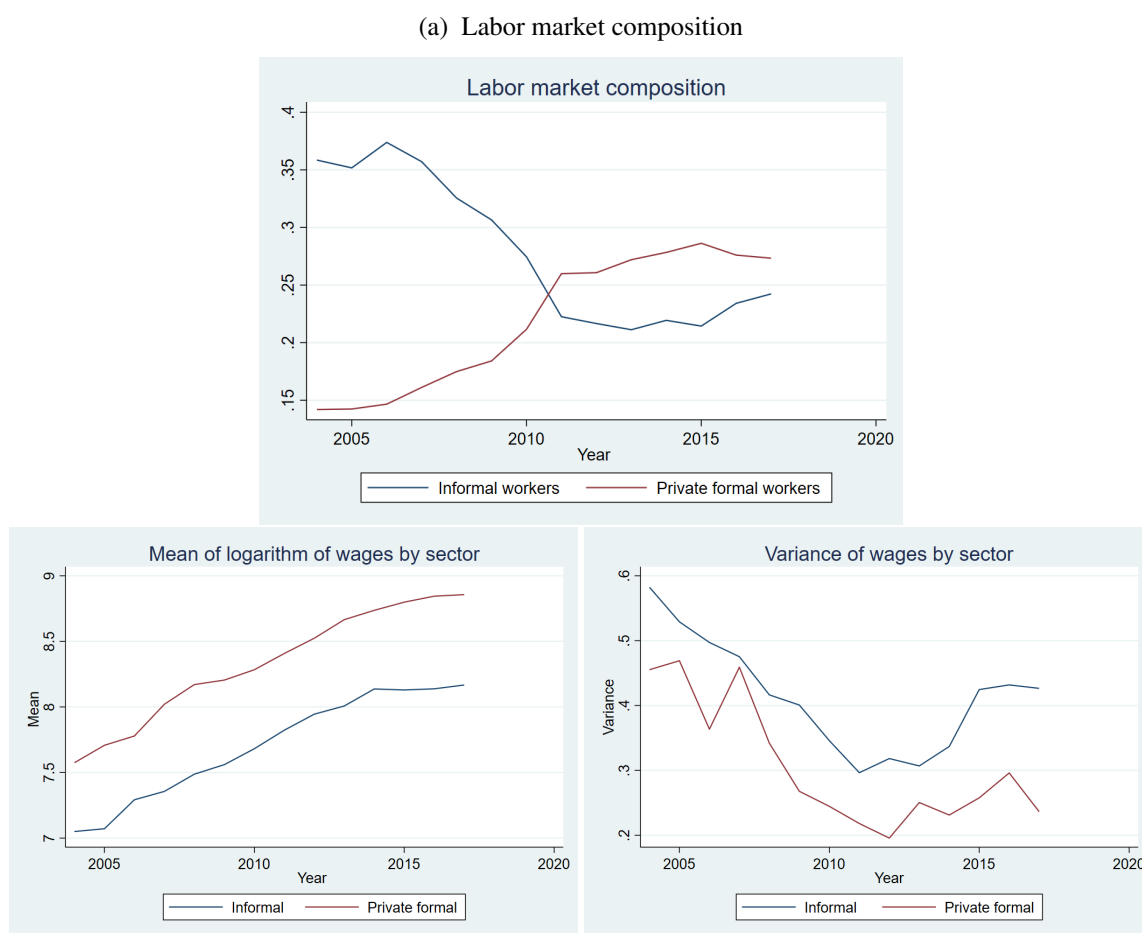 (a) Labor market composition
Labor market composition
.4
.35
.3
.25
.2
.15
2005 2010 2015 2020
Year
Informal workers Private formal workers
Mean of logarithm of wages by sector
9
8.5
8
7.5
7
Mean
2005 2010 2015 2020
Year
Informal Private formal
Variance of wages by sector
.6
.5
.4
.3
.2
Variance
2005 2010 2015 2020
Year
Informal Private formal